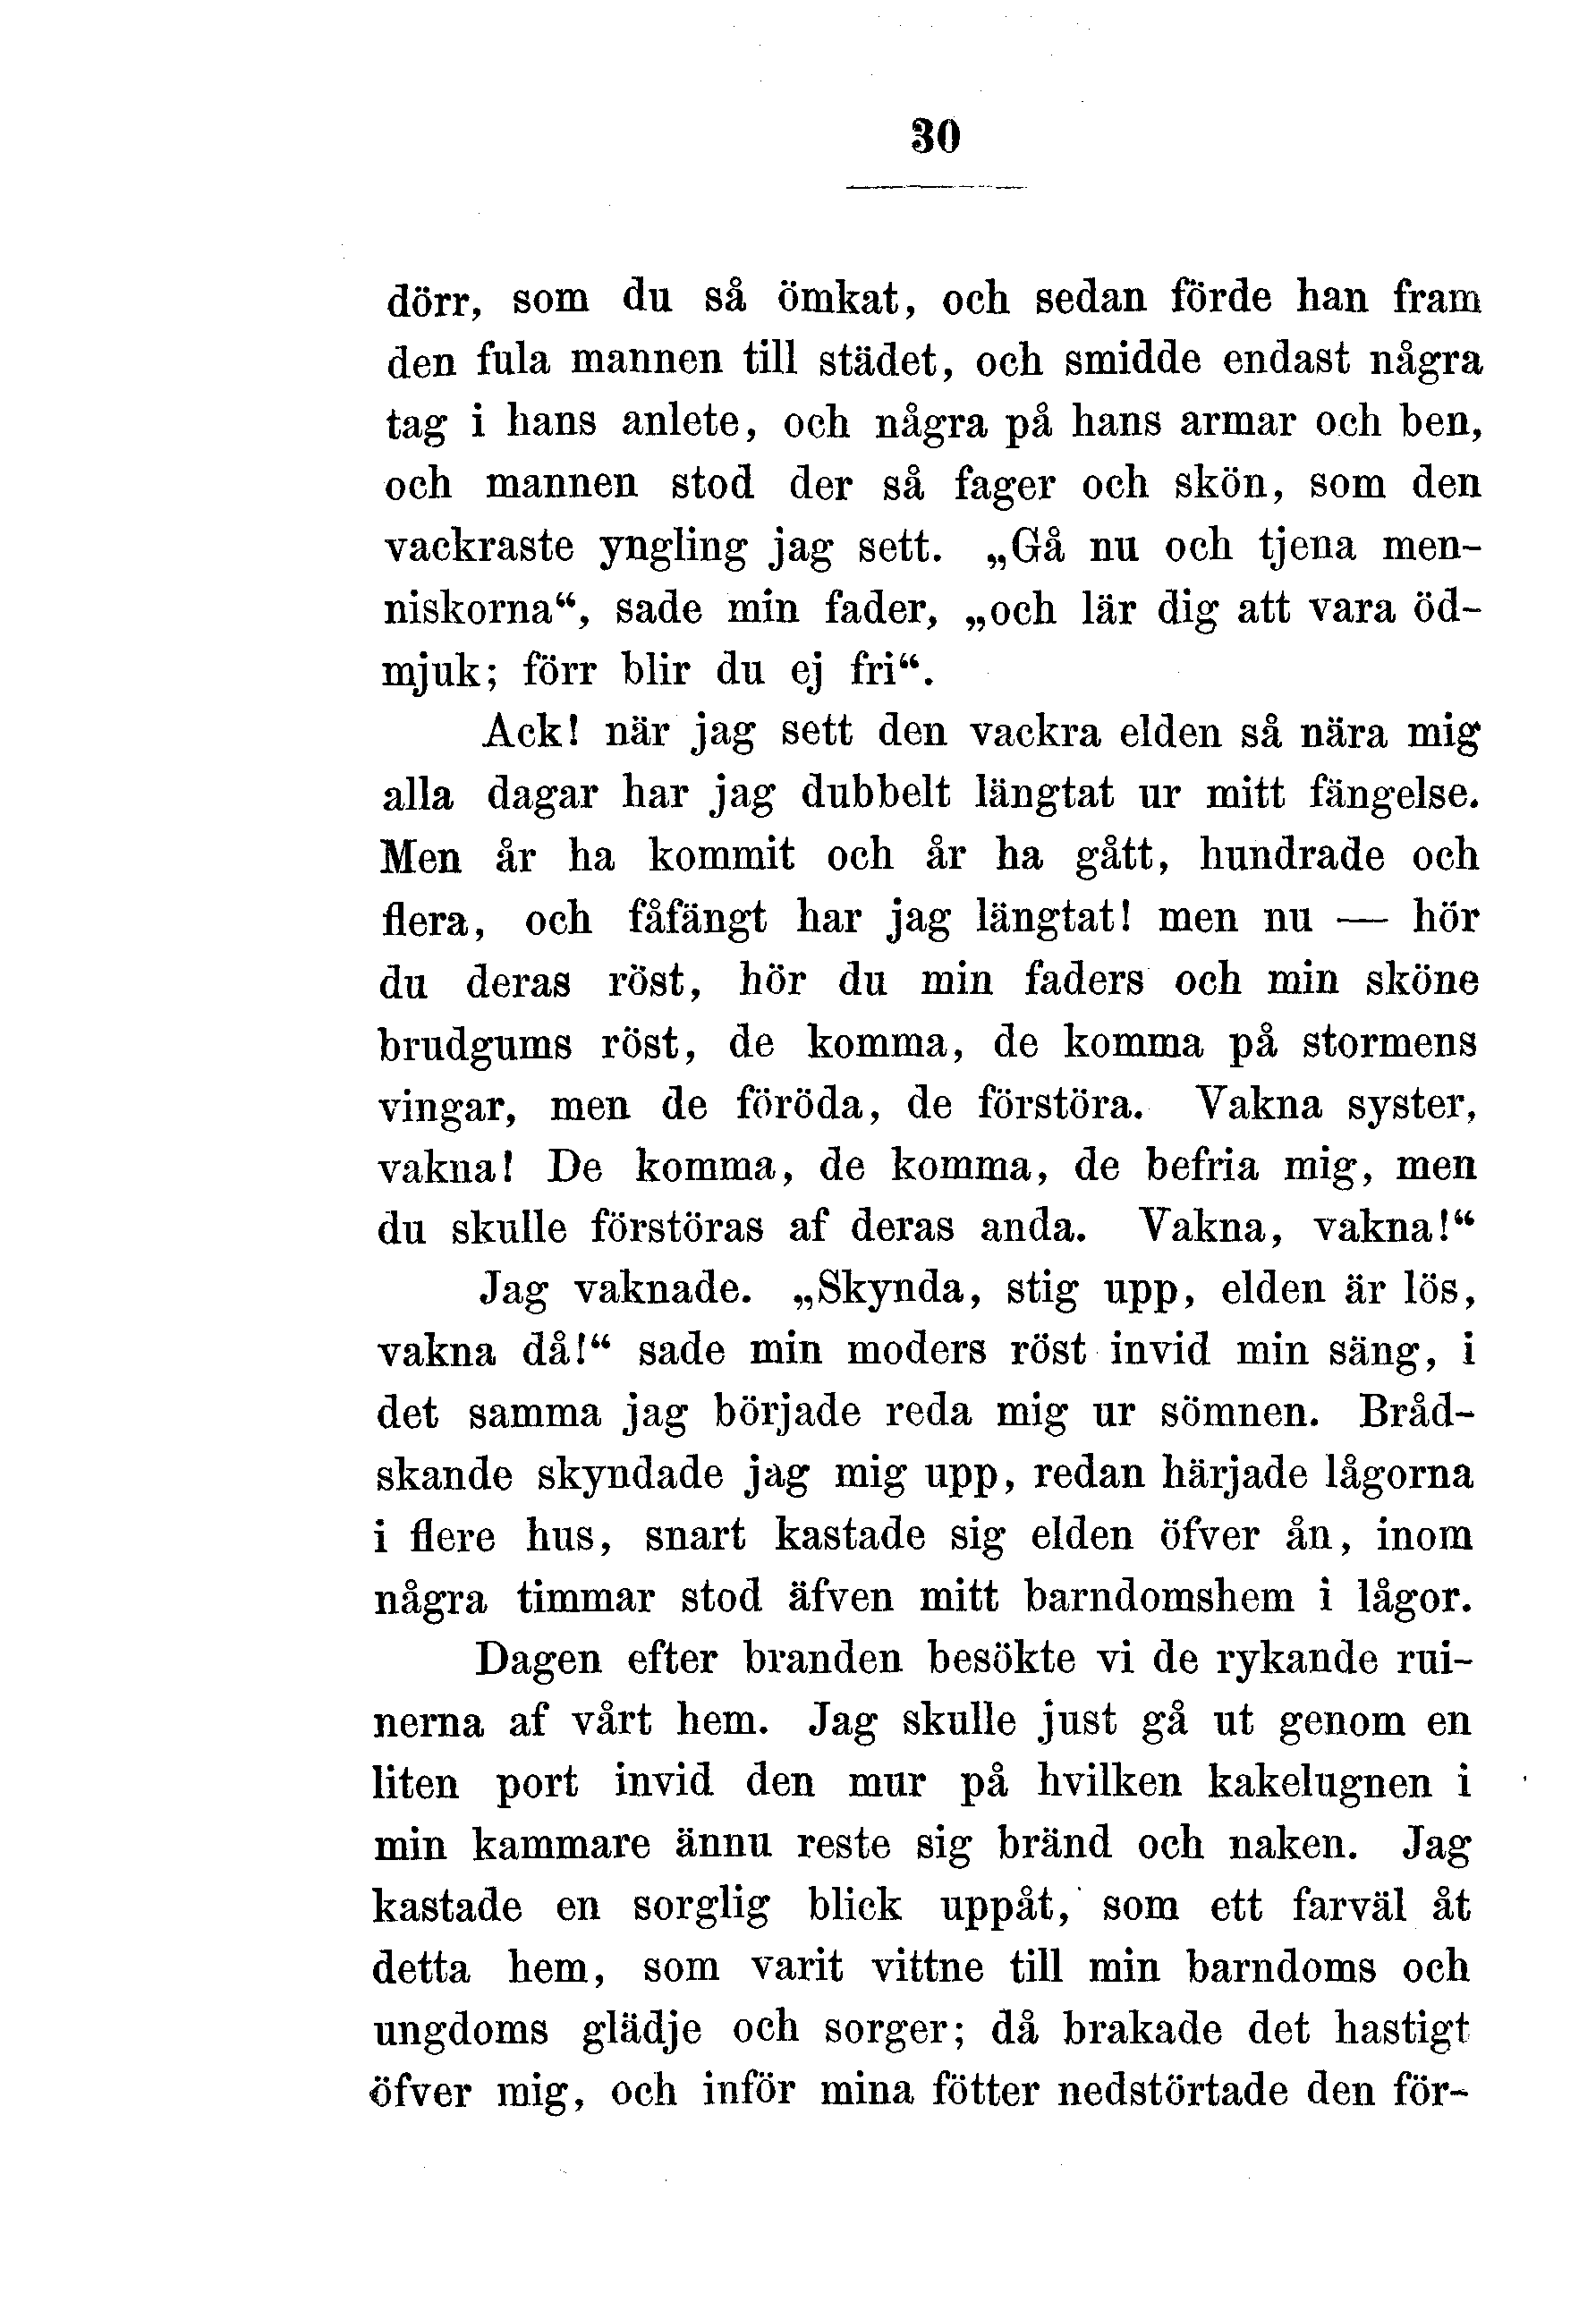 30
dörr, som du så ömkat, och sedan förde han fram
den fula mannen till städet, och smidde endast några
tag i hans anlete, och några på hans armar och ben,
och mannen stod der så fager och skön, som den
vackraste yngling jag sett. „Gå nu och tjena men-
niskorna“, sade min fader, „och lär dig att vara öd-
mjuk; förr blir du ej fri“.
Ack! när jag sett den vackra elden så nära mig
alla dagar har jag dubbelt längtat ur mitt fängelse.
Men år ha kommit och år ha gått, hundrade och
flera, och fåfängt har jag längtat! men nu — hör
du deras röst, hör du min faders och min sköne
brudgums röst, de komma, de komma på stormens
vingar, men de föröda, de förstöra. Vakna syster,
vakna! De komma, de komma, de befria mig, men
du skulle förstöras af deras anda. Vakna, vakna!“
Jag vaknade. „Skynda, stig upp, elden är lös,
vakna då!“ sade min moders röst invid min säng, i
det samma jag började reda mig ur sömnen. Bråd-
skande skyndade jag mig upp, redan härjade lågorna
i flere hus, snart kastade sig elden öfver ån, inom
några timmar stod äfven mitt barndomshem i lågor.
Dagen efter branden besökte vi de rykande rui-
nerna af vårt hem. Jag skulle just gå ut genom en
liten port invid den mur på hvilken kakelugnen i
min kammare ännu reste sig bränd och naken. Jag
kastade en sorglig blick uppåt, som ett farväl åt
detta hem, som varit vittne till min barndoms och
ungdoms glädje och sorger; då brakade det hastigt
öfver mig, och inför mina fötter nedstörtade den för-